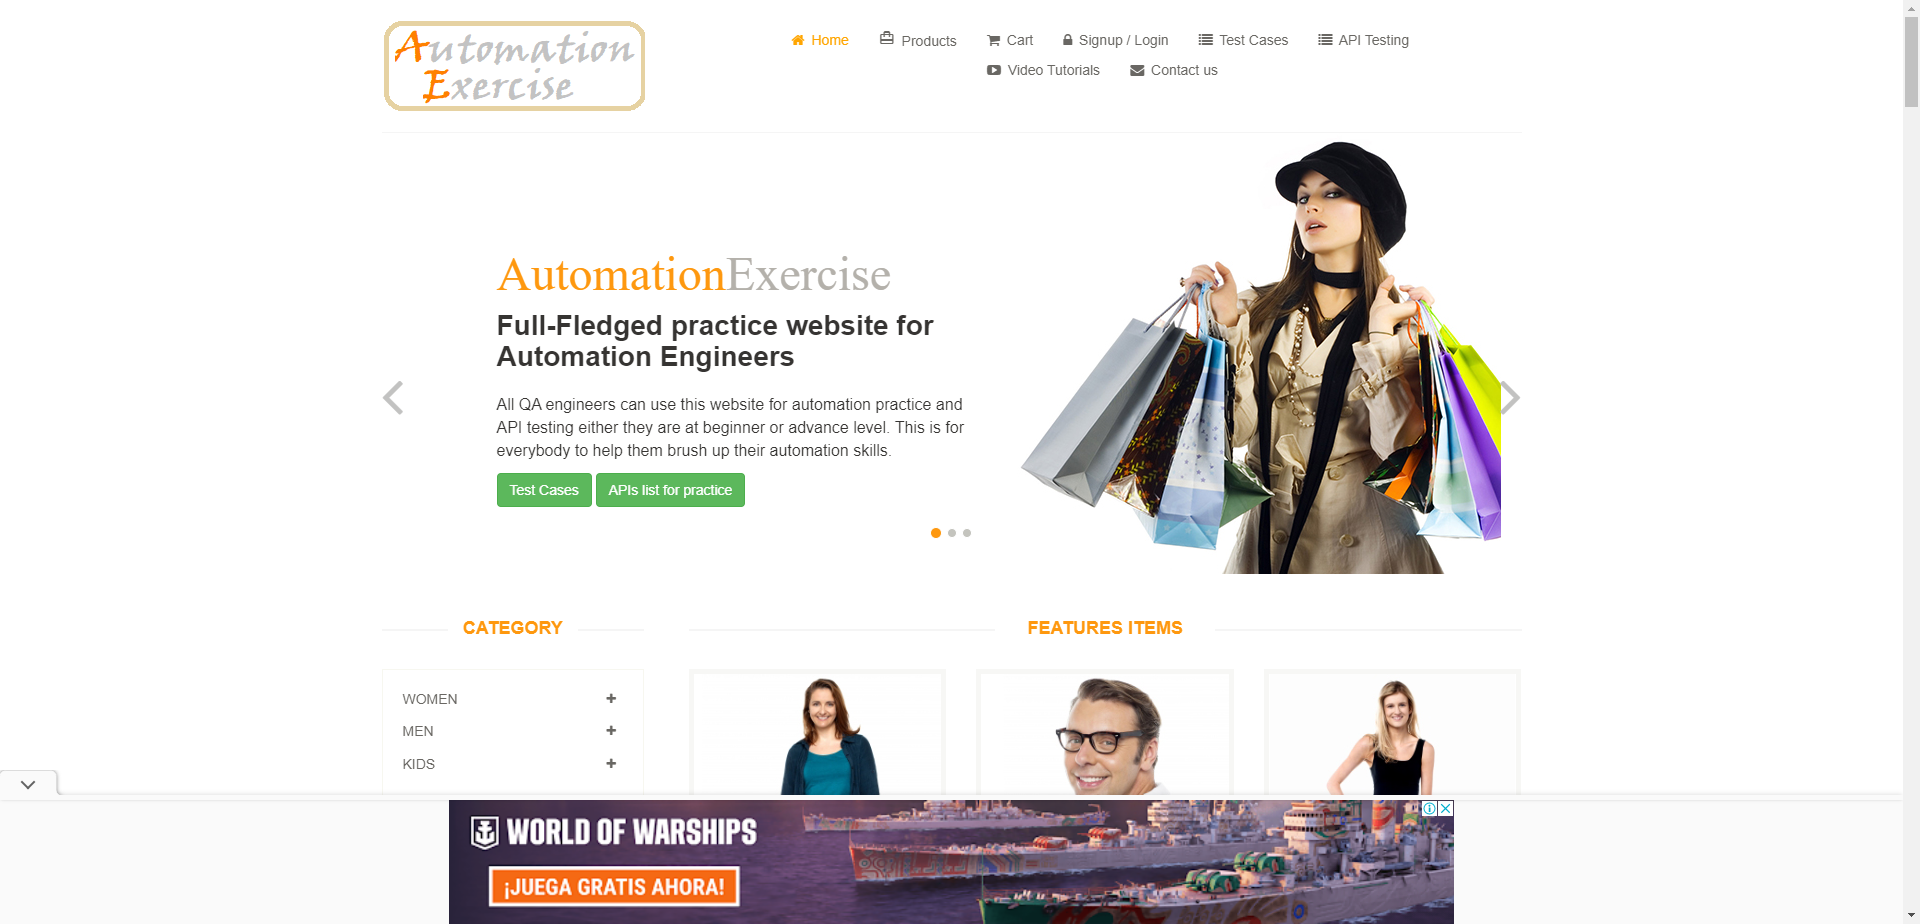 Automation
Exercise
Home
Products
Cart
Signup / Login
Test Cases
API Testing
Video Tutorials
Contact us
AutomationExercise
Full-Fledged practice website for
Automation Engineers
All QA engineers can use this website for automation practice and
API testing either they are at beginner or advance level. This is for
everybody to help them brush up their automation skills.
Test Cases
APIs list for practice
CATEGORY
FEATURES ITEMS
WOMEN
MEN
KIDS
WORLD OF WARSHIPS
¡JUEGA GRATIS AHORA!